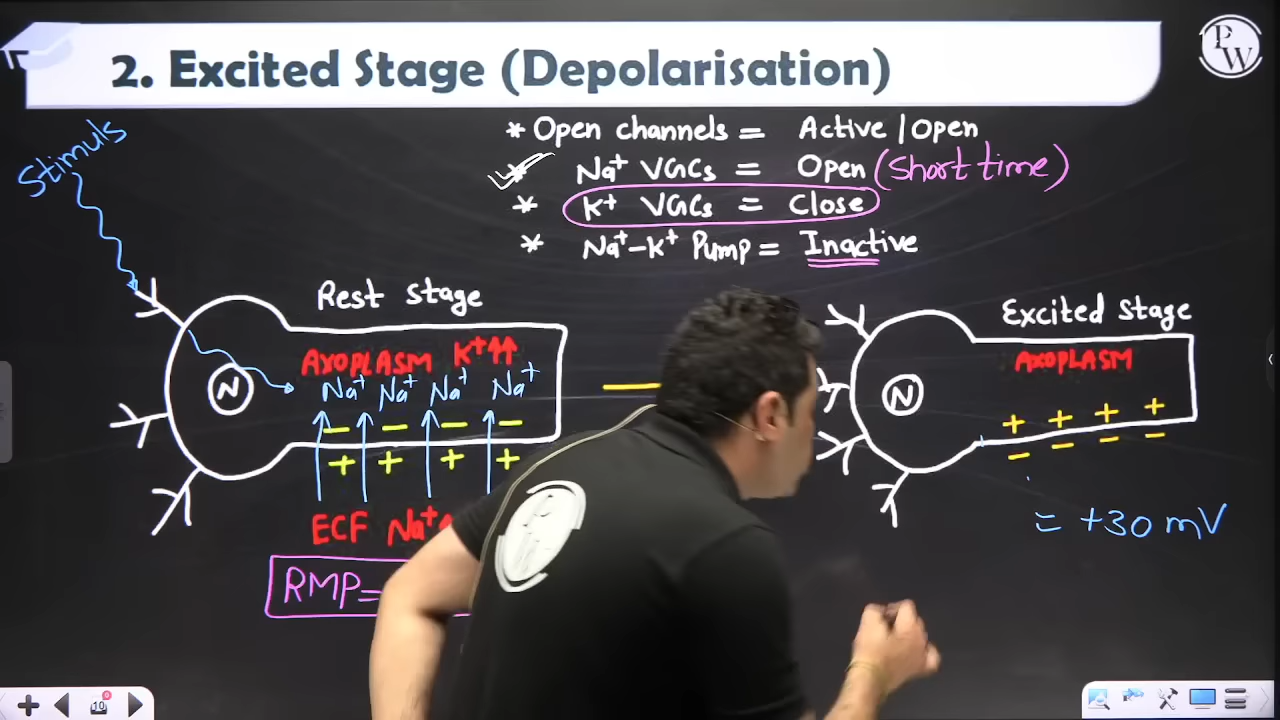 2. Excited Stage (Depolarisation)
PW
* Open channels = Active / Open
* Na⁺ VGCs = Open (Short time)
* K⁺ VGCs = Close
* Na⁺-K⁺ Pump = Inactive
Stimuls
Rest stage
AXOPLASM K⁺↑↑
Na⁺ Na⁺ Na⁺ Na⁺
N
− − − −
+ + + +
ECF Na⁺
RMP=
Excited Stage
AXOPLASM
N
+ + + +
− − − −
= +30 mV
10